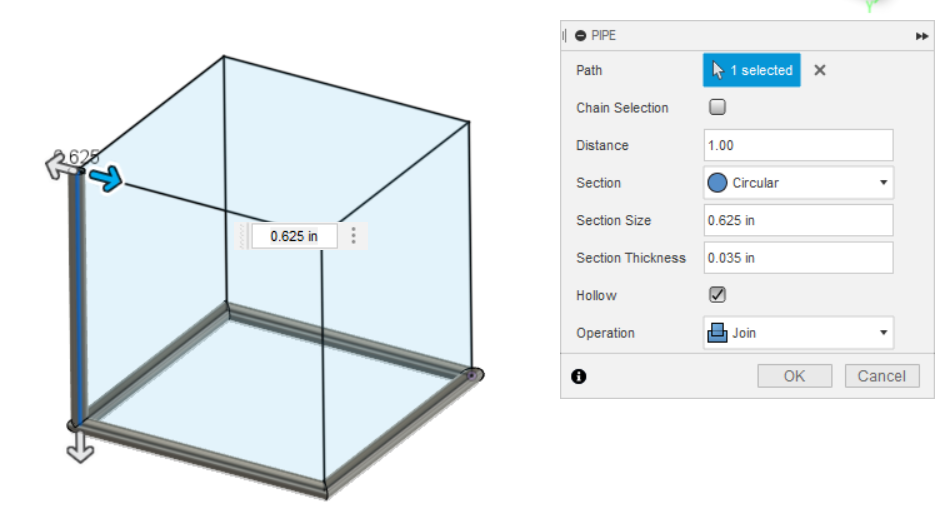 Y
PIPE
Path
1 selected
Chain Selection
Distance
1.00
Section
Circular
Section Size
0.625 in
Section Thickness
0.035 in
Hollow
Operation
Join
OK
Cancel
0.625
0.625 in